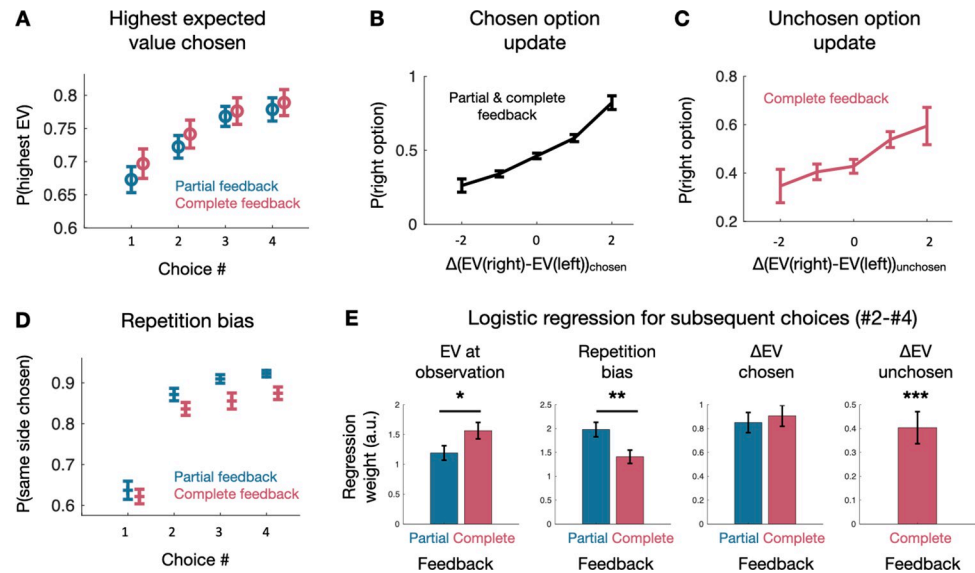 A
Highest expected
value chosen
P(highest EV)
0.8
0.75
0.7
0.65
0.6
Partial feedback
Complete feedback
1 2 3 4
Choice #
B
Chosen option
update
P(right option)
1
0.5
0
Partial & complete
feedback
-2 0 2
Δ(EV(right)-EV(left))chosen
C
Unchosen option
update
P(right option)
0.8
0.6
0.4
0.2
Complete feedback
-2 0 2
Δ(EV(right)-EV(left))unchosen
D
Repetition bias
P(same side chosen)
0.9
0.8
0.7
0.6
Partial feedback
Complete feedback
1 2 3 4
Choice #
E
Logistic regression for subsequent choices (#2-#4)
Regression
weight (a.u.)
EV at
observation
*
2
1.5
1
0.5
0
Partial Complete
Feedback
Repetition
bias
**
2.5
2
1.5
1
0.5
0
Partial Complete
Feedback
ΔEV
chosen
1
0.8
0.6
0.4
0.2
0
Partial Complete
Feedback
ΔEV
unchosen
***
0.5
0.4
0.3
0.2
0.1
0
Complete
Feedback